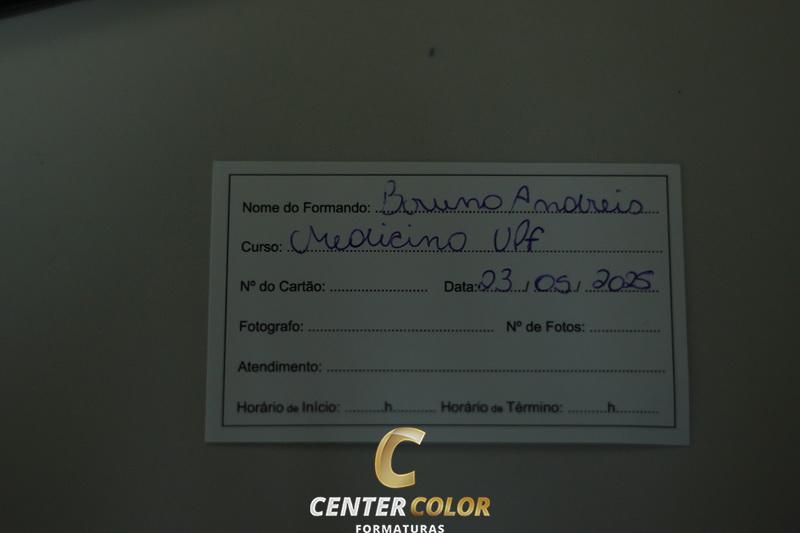 Nome do Formando: Bruno Andreis
Curso: Medicina UPF
Nº do Cartão: ............ Data: 23 / 05 / 2025
Fotografo: ............ Nº de Fotos: ............
Atendimento: ............
Horário de Início: .........h......... Horário de Término: .........h.........
CENTER COLOR
FORMATURAS